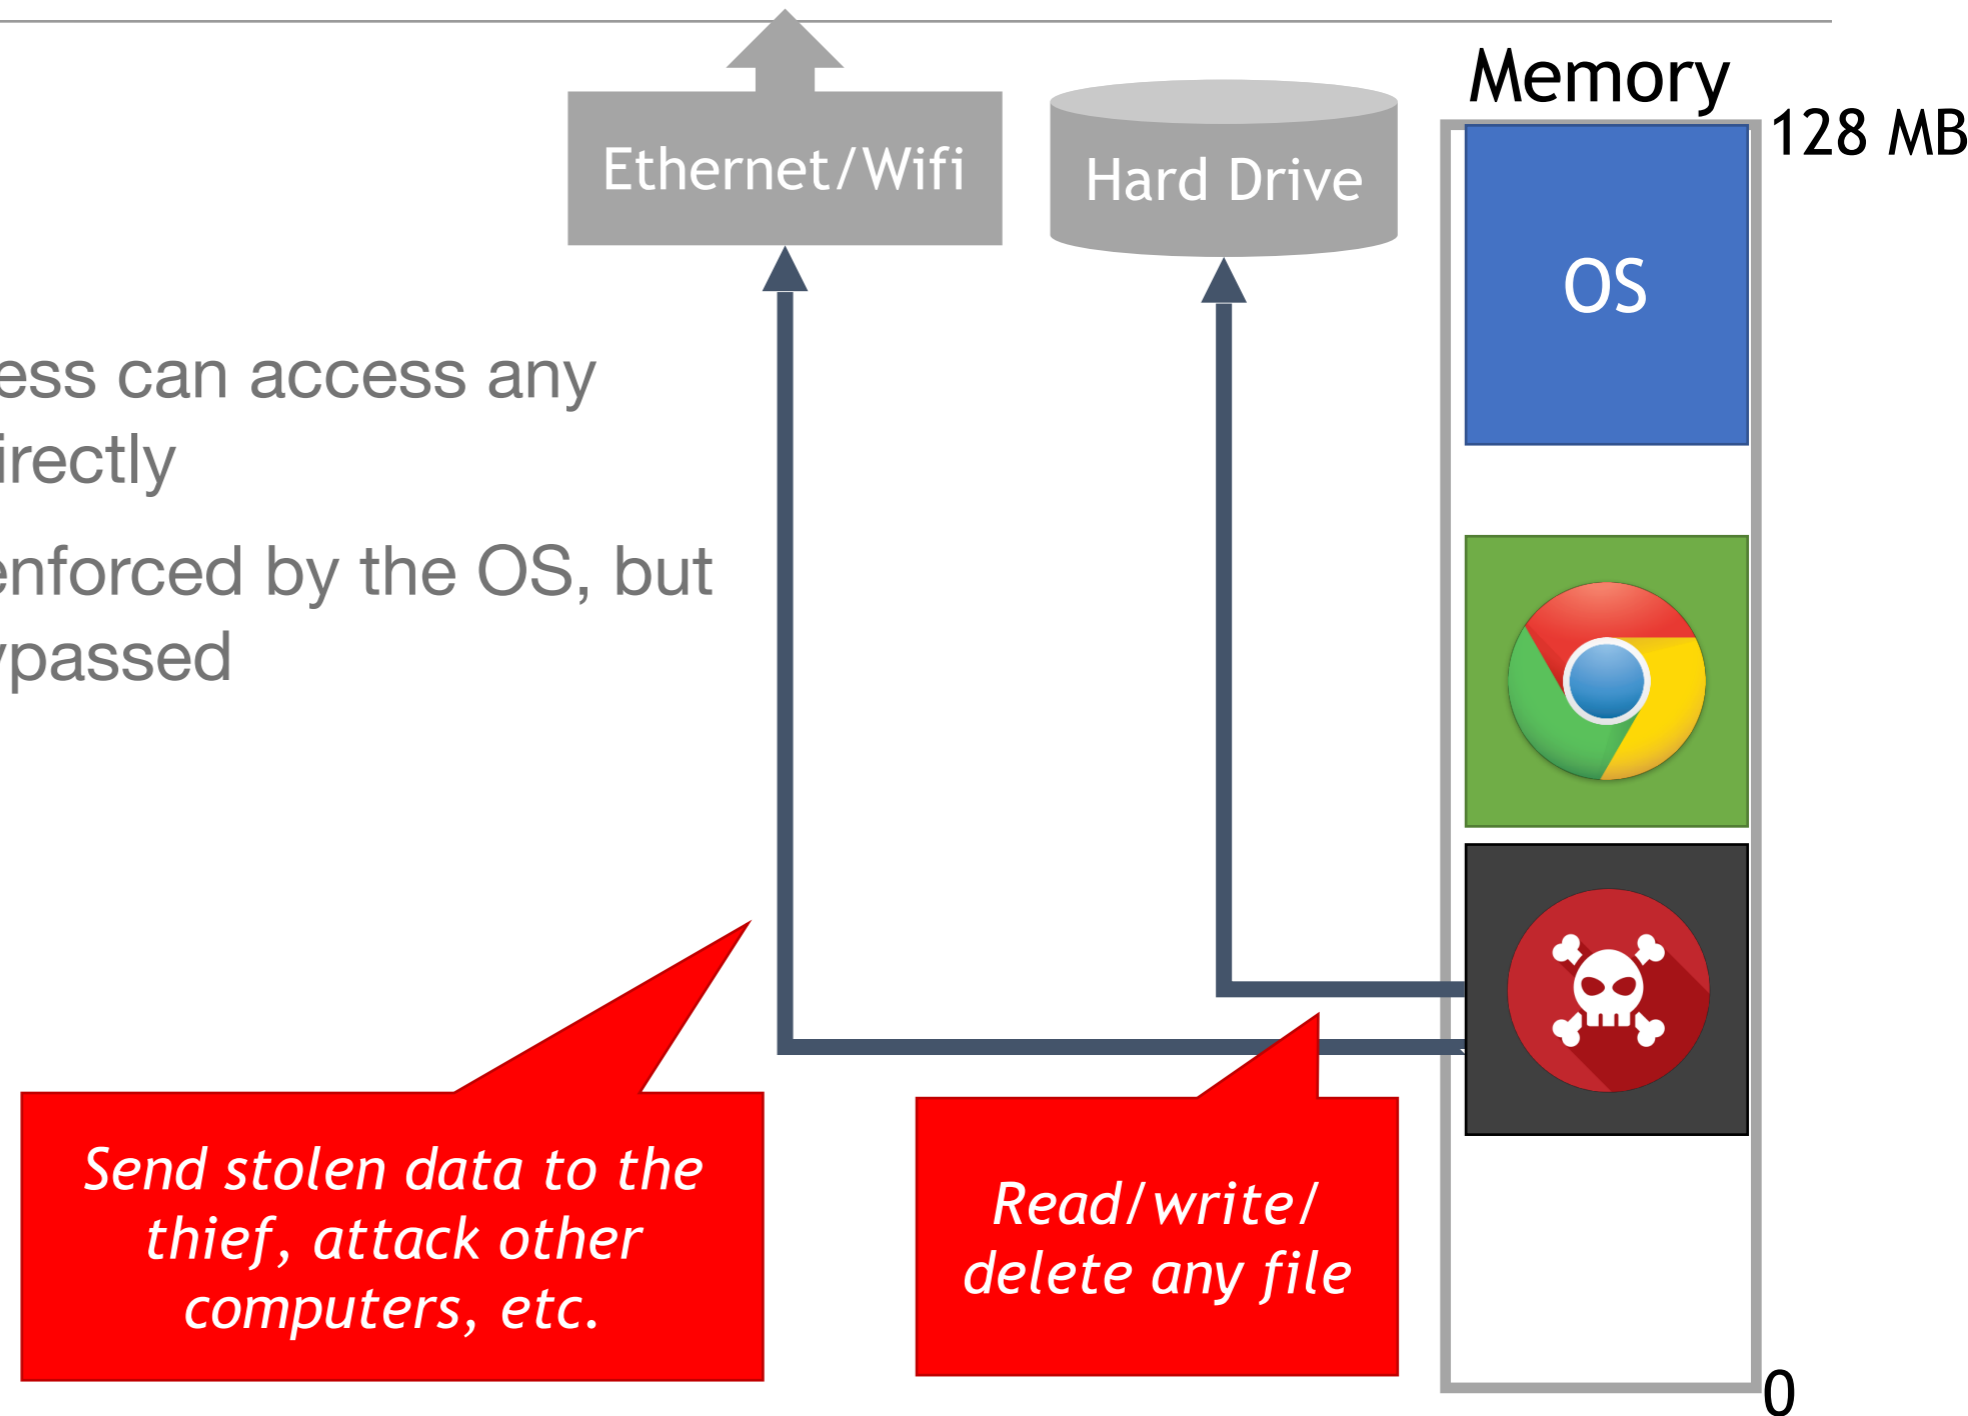 Memory
128 MB
Ethernet/Wifi
Hard Drive
OS
ess can access any
irectly
enforced by the OS, but
ypassed
Send stolen data to the
thief, attack other
computers, etc.
Read/write/
delete any file
0